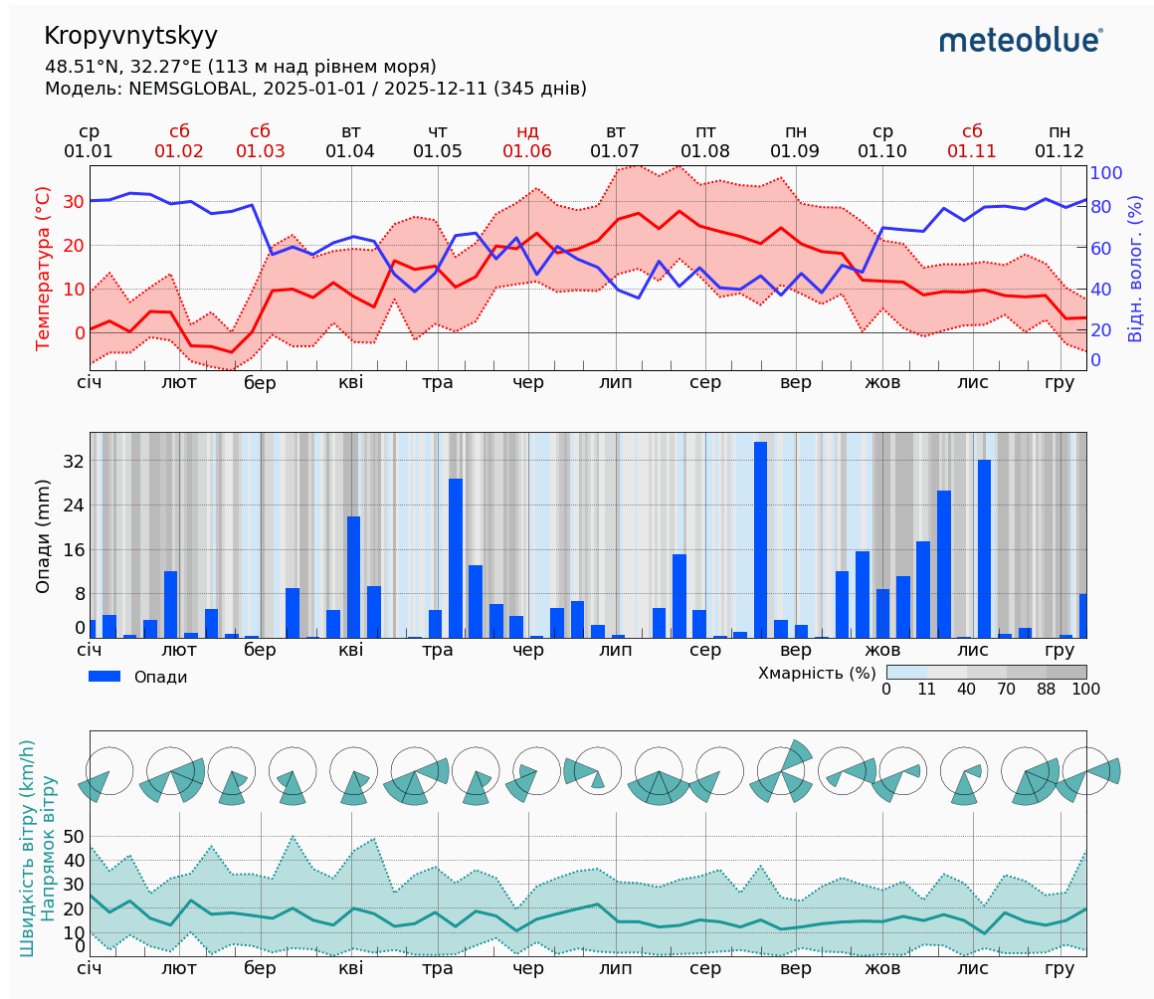 Kropyvnytskyy
meteoblue®
48.51°N, 32.27°E (113 м над рівнем моря)
Модель: NEMSGLOBAL, 2025-01-01 / 2025-12-11 (345 днів)
ср сб сб вт чт нд вт пт пн ср сб пн
01.01 01.02 01.03 01.04 01.05 01.06 01.07 01.08 01.09 01.10 01.11 01.12
Температура (°C)
30
20
10
0
100
80
60
40
20
0
Відн. волог. (%)
січ лют бер кві тра чер лип сер вер жов лис гру
Опади (mm)
32
24
16
8
0
січ лют бер кві тра чер лип сер вер жов лис гру
Опади
Хмарність (%)
0 11 40 70 88 100
Швидкість вітру (km/h)
Напрямок вітру
50
40
30
20
10
0
січ лют бер кві тра чер лип сер вер жов лис гру